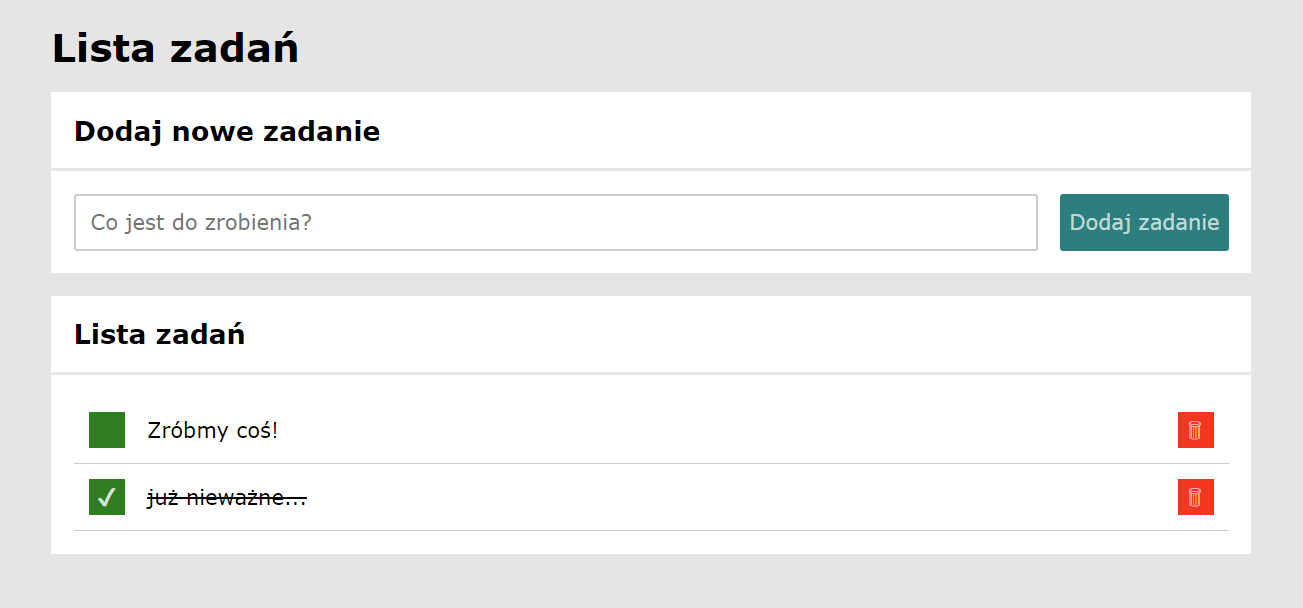 Lista zadań
Dodaj nowe zadanie
Co jest do zrobienia?
Dodaj zadanie
Lista zadań
Zróbmy coś!
już nieważne...